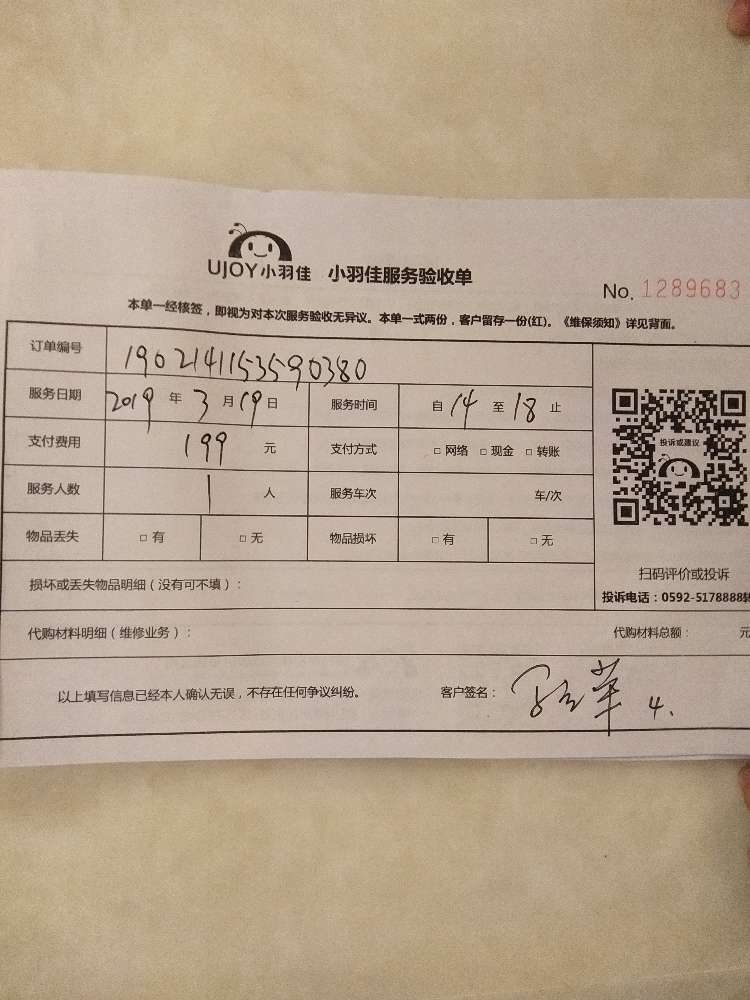 UJOY小羽佳 小羽佳服务验收单
No. 1289683
本单一经核签，即视为对本次服务验收无异议。本单一式两份，客户留存一份(红)。《维保须知》详见背面。
订单编号 19021411535590380
服务日期 2019 年 3 月 19 日 服务时间 自 14 至 18 止
支付费用 199 元 支付方式 □ 网络 □ 现金 □ 转账
投诉或建议
服务人数 1 人 服务车次 车/次
物品丢失 □ 有 □ 无 物品损坏 □ 有 □ 无
扫码评价或投诉
损坏或丢失物品明细（没有可不填）：
投诉电话：0592-5178888转
代购材料明细（维修业务）： 代购材料总额： 元
以上填写信息已经本人确认无误，不存在任何争议纠纷。 客户签名： 4.